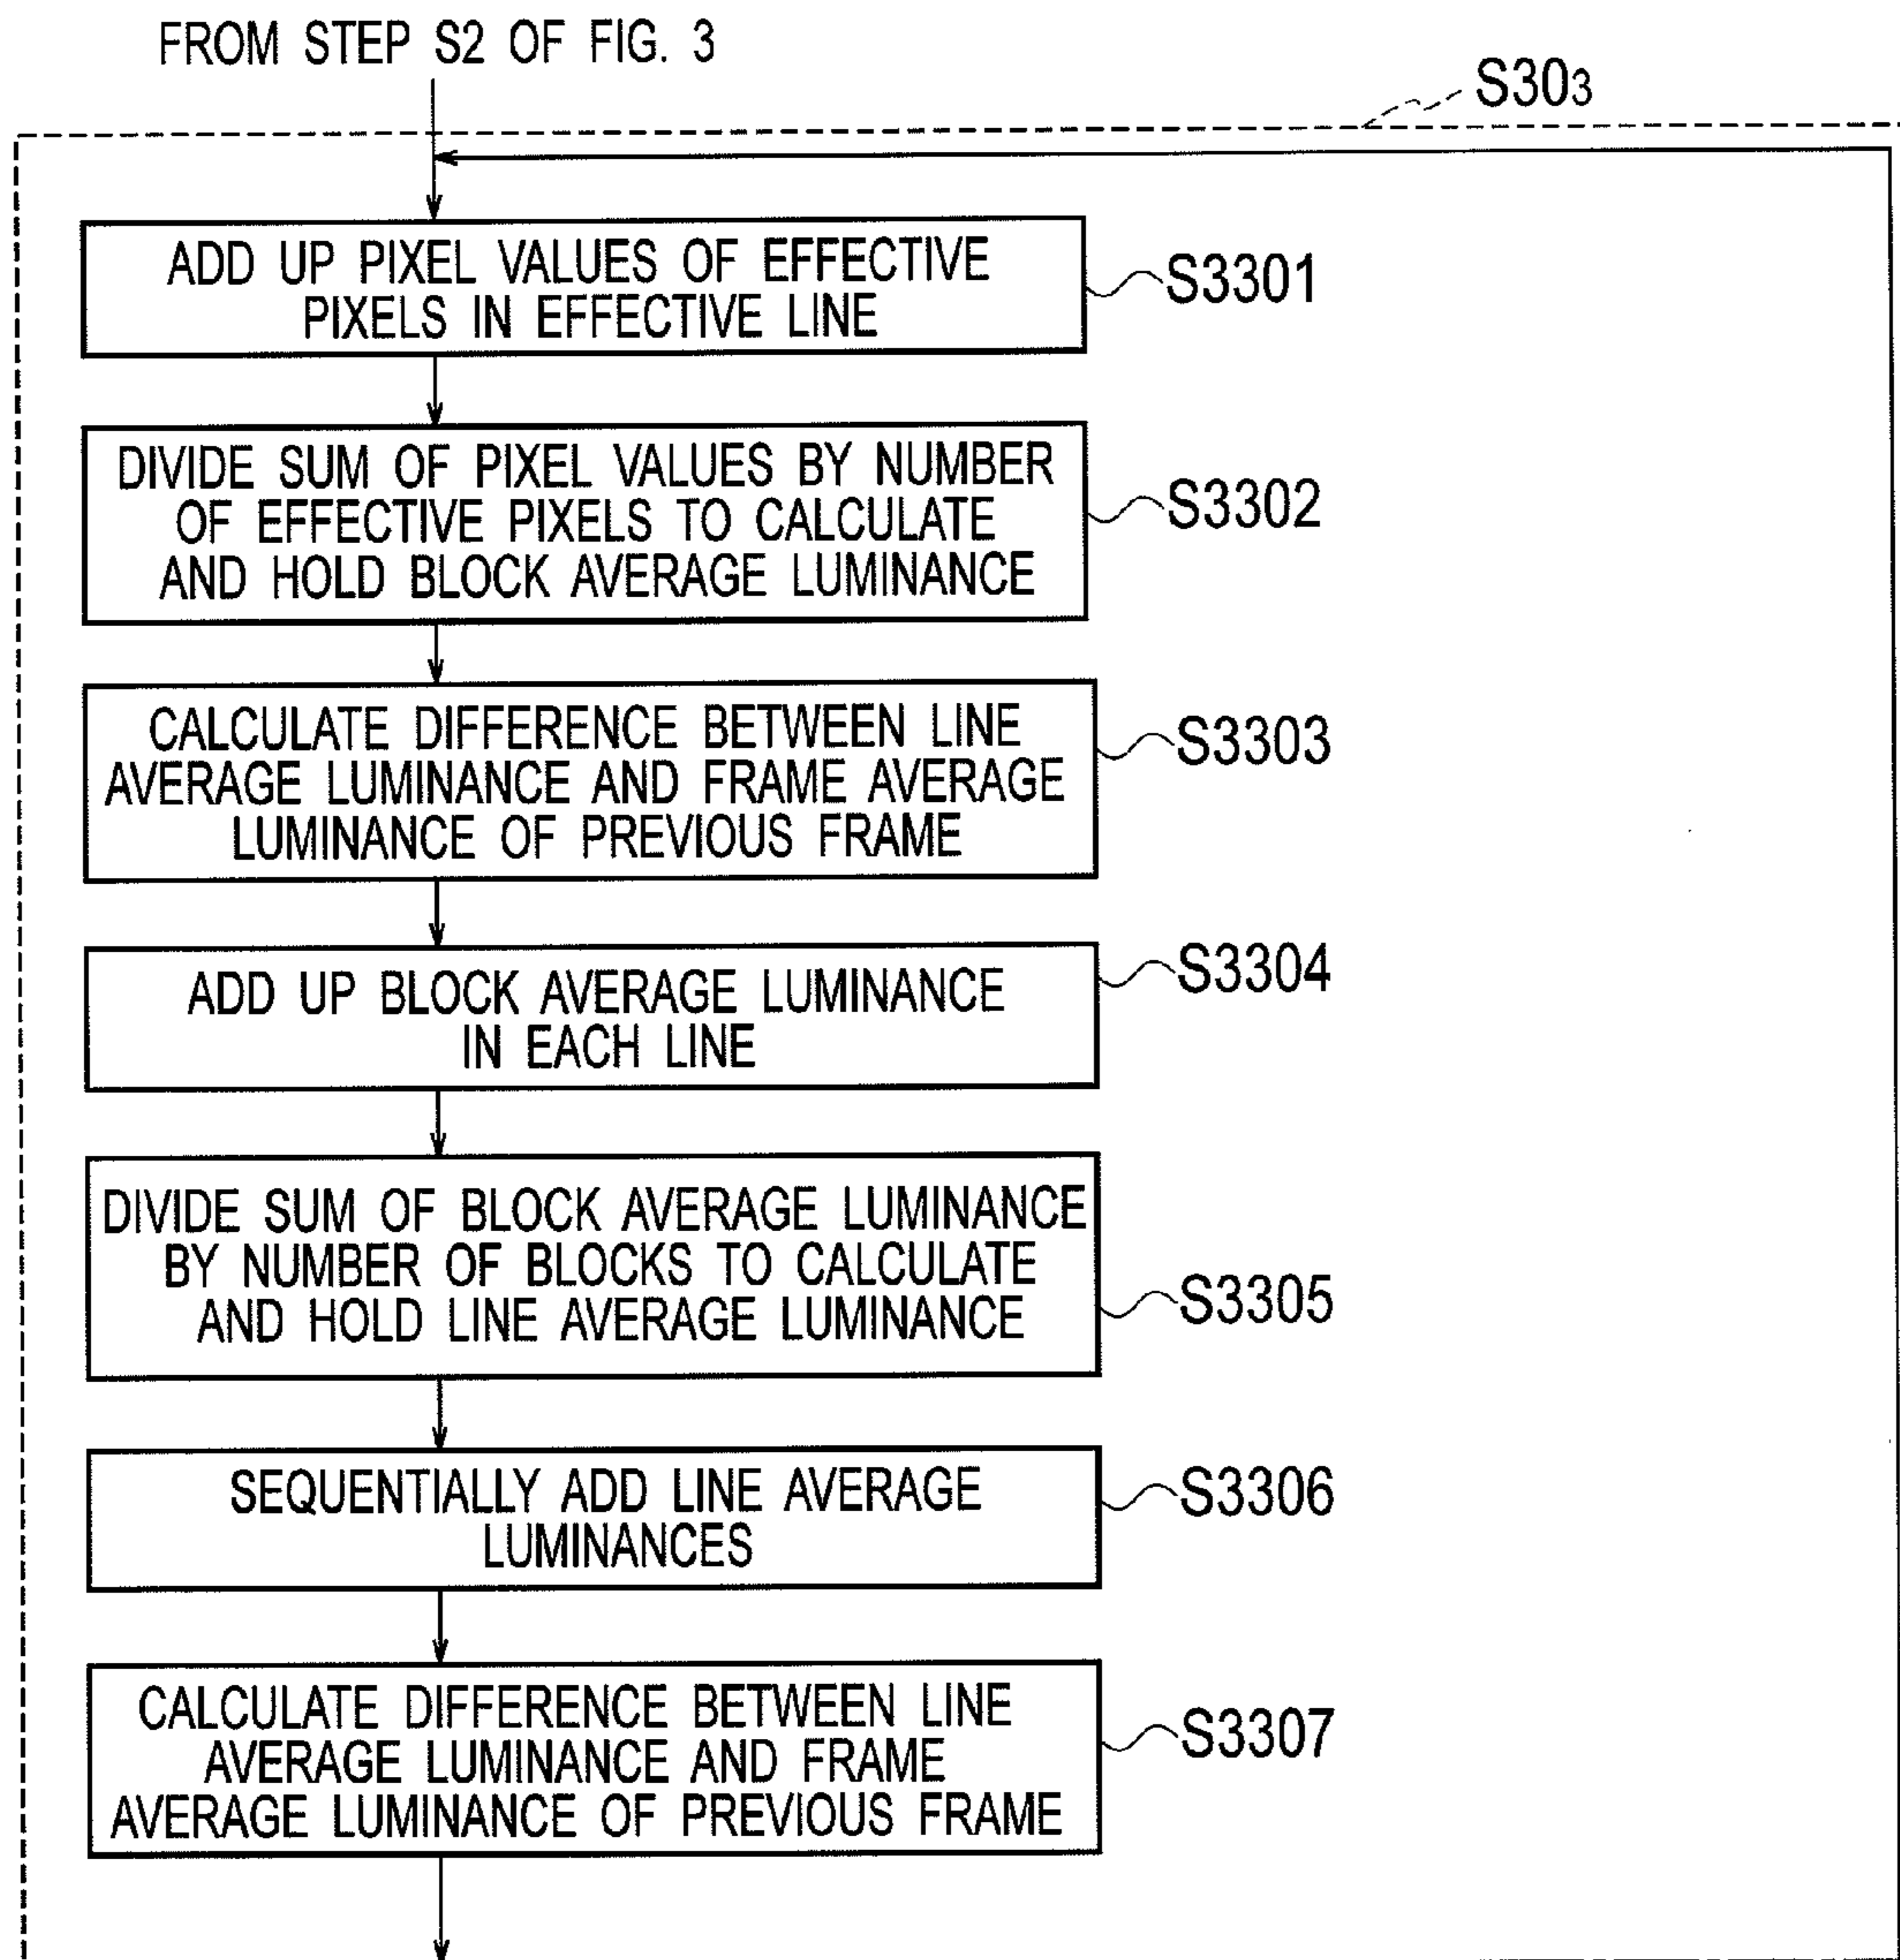 FROM STEP S2 OF FIG. 3
S303
ADD UP PIXEL VALUES OF EFFECTIVE
PIXELS IN EFFECTIVE LINE
S3301
DIVIDE SUM OF PIXEL VALUES BY NUMBER
OF EFFECTIVE PIXELS TO CALCULATE
AND HOLD BLOCK AVERAGE LUMINANCE
S3302
CALCULATE DIFFERENCE BETWEEN LINE
AVERAGE LUMINANCE AND FRAME AVERAGE
LUMINANCE OF PREVIOUS FRAME
S3303
ADD UP BLOCK AVERAGE LUMINANCE
IN EACH LINE
S3304
DIVIDE SUM OF BLOCK AVERAGE LUMINANCE
BY NUMBER OF BLOCKS TO CALCULATE
AND HOLD LINE AVERAGE LUMINANCE
S3305
SEQUENTIALLY ADD LINE AVERAGE
LUMINANCES
S3306
CALCULATE DIFFERENCE BETWEEN LINE
AVERAGE LUMINANCE AND FRAME
AVERAGE LUMINANCE OF PREVIOUS FRAME
S3307